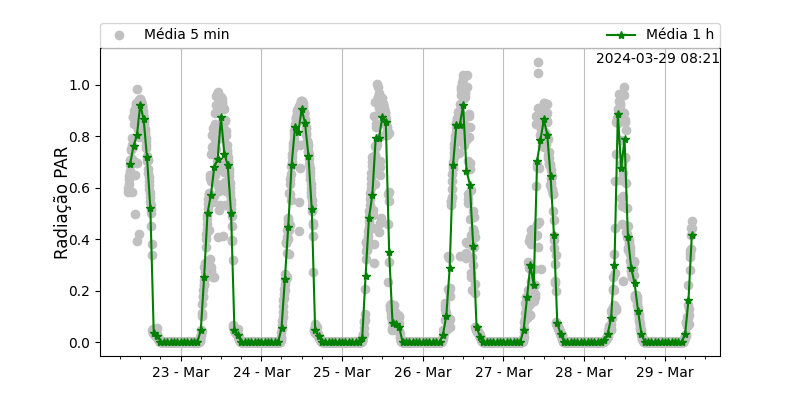 Média 5 min
Média 1 h
2024-03-29 08:21
Radiação PAR
1.0
0.8
0.6
0.4
0.2
0.0
23 - Mar
24 - Mar
25 - Mar
26 - Mar
27 - Mar
28 - Mar
29 - Mar